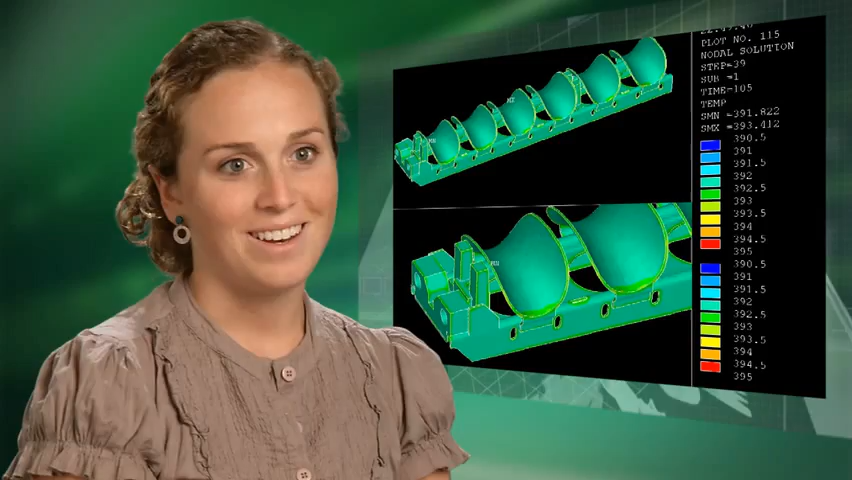 PLOT NO. 115
NODAL SOLUTION
STEP=39
SUB =1
TIME=105
TEMP
SMN =391.822
SMX =393.412
390.5
391
391.5
392
392.5
393
393.5
394
394.5
395
390.5
391
391.5
392
392.5
393
393.5
394
394.5
395